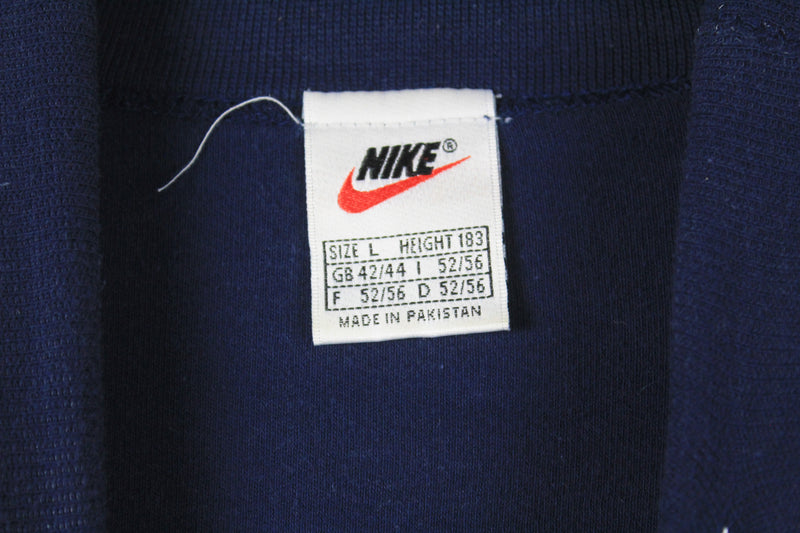 NIKE®
SIZE L HEIGHT 183
GB 42/44 I 52/56
F 52/56 D 52/56
MADE IN PAKISTAN